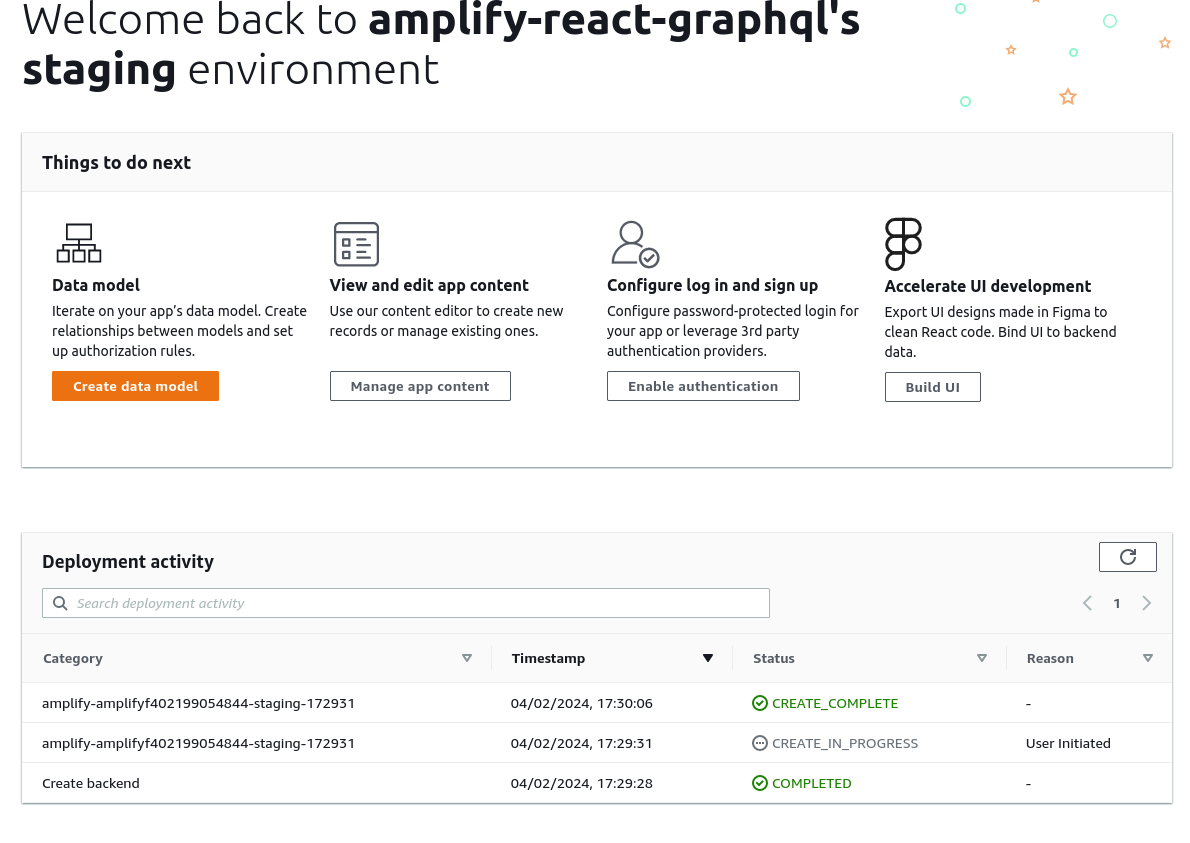 Welcome back to amplify-react-graphql's
staging environment
Things to do next
Data model
Iterate on your app’s data model. Create
relationships between models and set
up authorization rules.
Create data model
View and edit app content
Use our content editor to create new
records or manage existing ones.
Manage app content
Configure log in and sign up
Configure password-protected login for
your app or leverage 3rd party
authentication providers.
Enable authentication
Accelerate UI development
Export UI designs made in Figma to
clean React code. Bind UI to backend
data.
Build UI
Deployment activity
Search deployment activity
1
Category Timestamp Status Reason
amplify-amplifyf402199054844-staging-172931 04/02/2024, 17:30:06 CREATE_COMPLETE -
amplify-amplifyf402199054844-staging-172931 04/02/2024, 17:29:31 CREATE_IN_PROGRESS User Initiated
Create backend 04/02/2024, 17:29:28 COMPLETED -